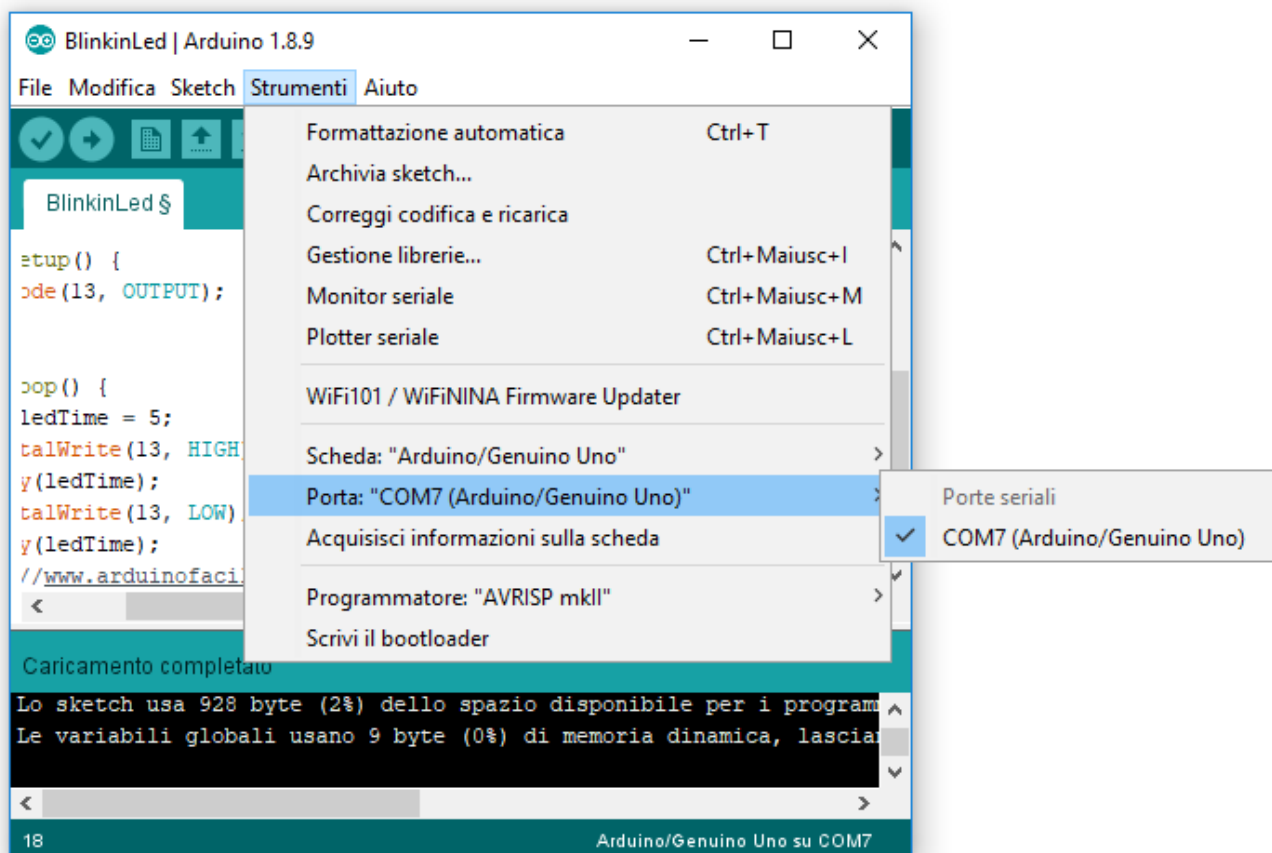 BlinkinLed | Arduino 1.8.9
File Modifica Sketch Strumenti Aiuto
BlinkinLed §
etup() {
ode(13, OUTPUT);
oop() {
ledTime = 5;
talWrite(13, HIGH)
y(ledTime);
talWrite(13, LOW)
y(ledTime);
//www.arduinofacil
Formattazione automatica Ctrl+T
Archivia sketch...
Correggi codifica e ricarica
Gestione librerie... Ctrl+Maiusc+I
Monitor seriale Ctrl+Maiusc+M
Plotter seriale Ctrl+Maiusc+L
WiFi101 / WiFiNINA Firmware Updater
Scheda: "Arduino/Genuino Uno"
Porta: "COM7 (Arduino/Genuino Uno)"
Acquisisci informazioni sulla scheda
Programmatore: "AVRISP mkII"
Scrivi il bootloader
Porte seriali
COM7 (Arduino/Genuino Uno)
Caricamento completato
Lo sketch usa 928 byte (2%) dello spazio disponibile per i programm
Le variabili globali usano 9 byte (0%) di memoria dinamica, lascian
18 Arduino/Genuino Uno su COM7